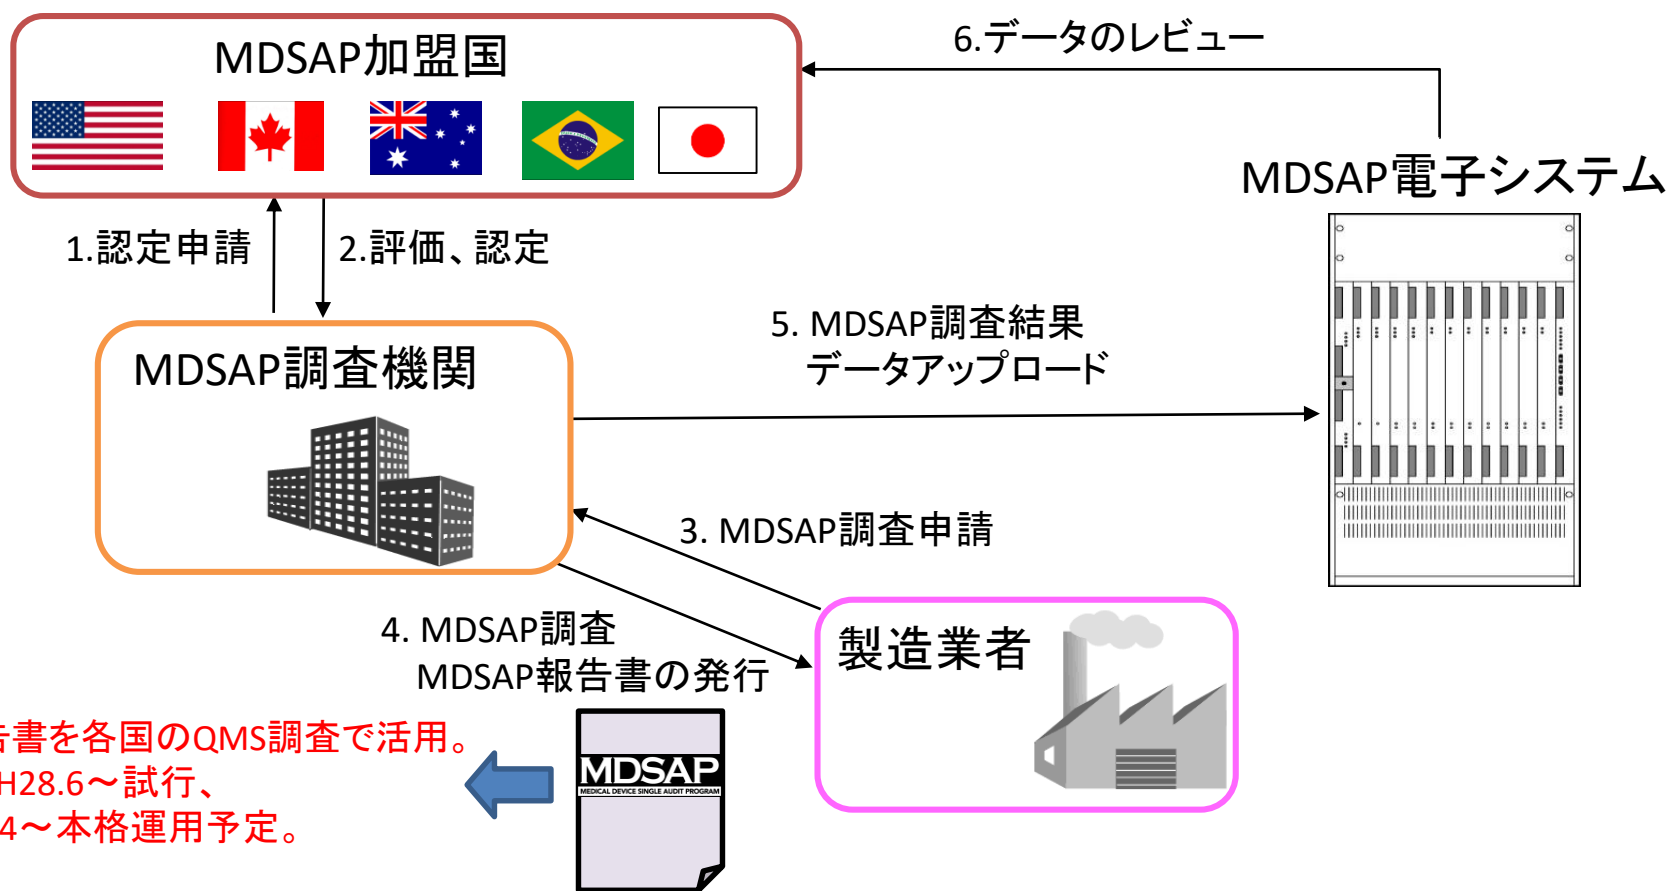 MDSAP加盟国
6.データのレビュー
MDSAP電子システム
1.認定申請
2.評価、認定
MDSAP調査機関
5. MDSAP調査結果
データアップロード
3. MDSAP調査申請
4. MDSAP調査
MDSAP報告書の発行
製造業者
告書を各国のQMS調査で活用。
H28.6～試行、
4～本格運用予定。
MDSAP
MEDICAL DEVICE SINGLE AUDIT PROGRAM